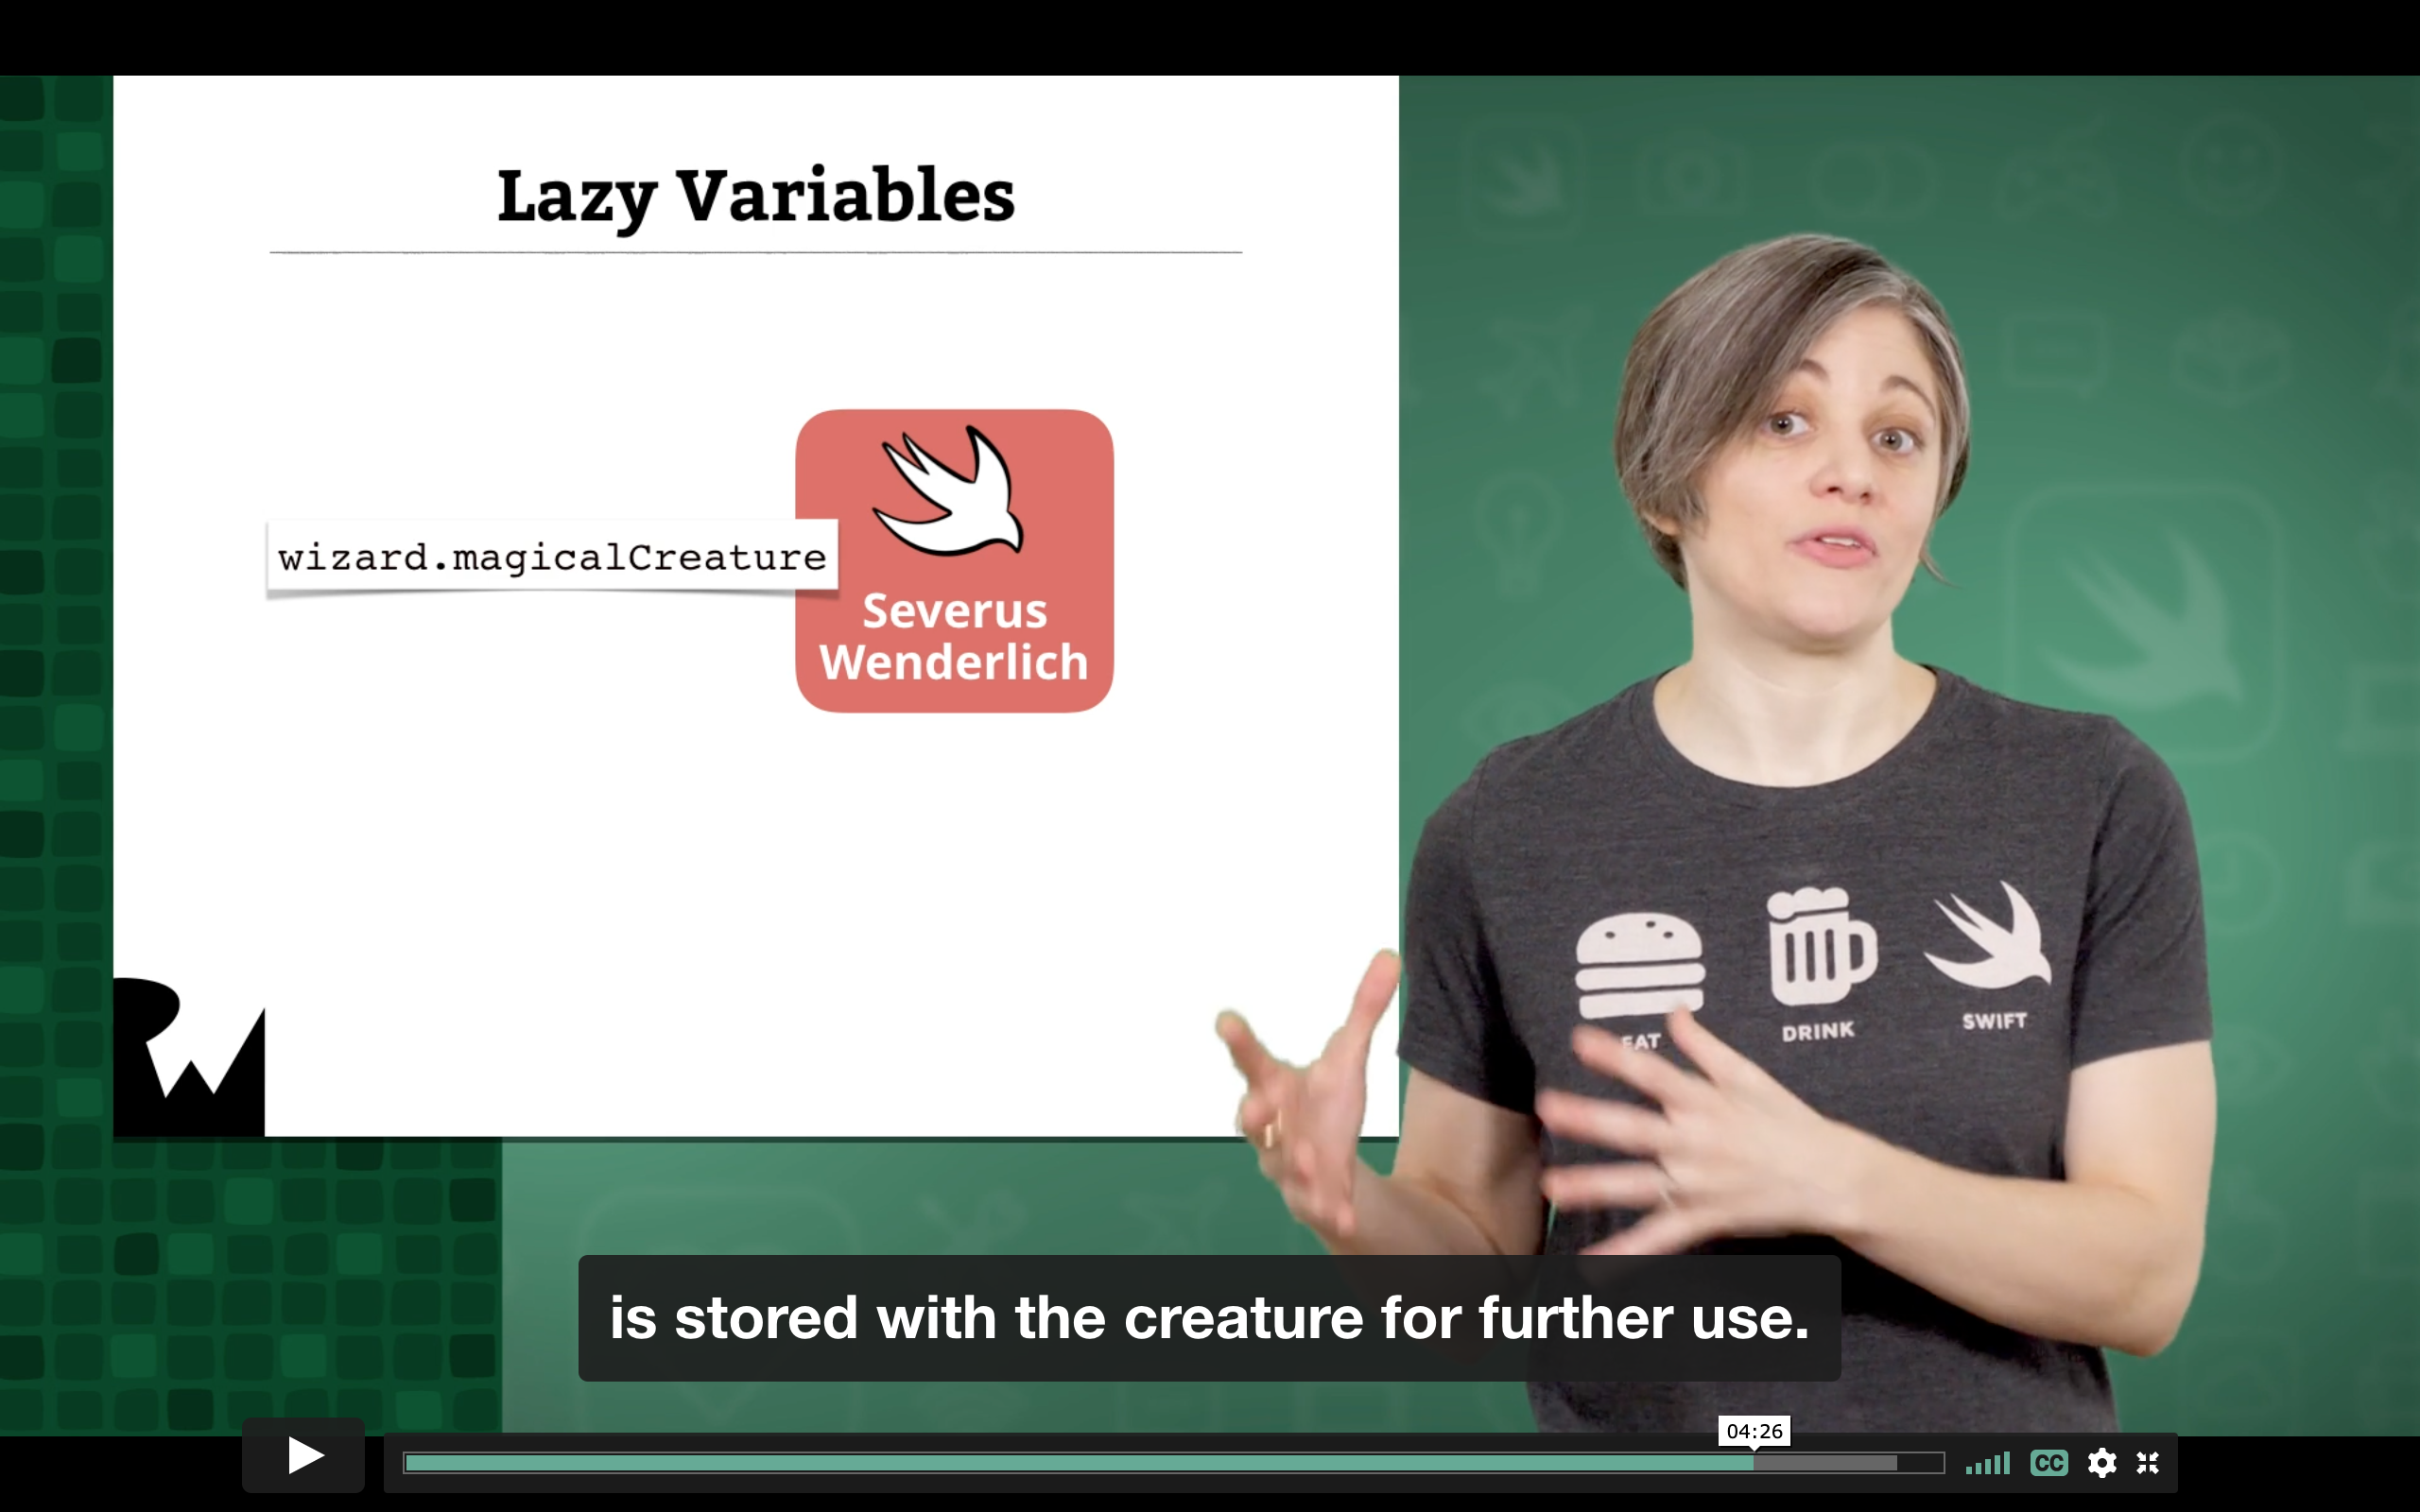 Lazy Variables
wizard.magicalCreature
Severus
Wenderlich
EAT
DRINK
SWIFT
is stored with the creature for further use.
04:26
CC